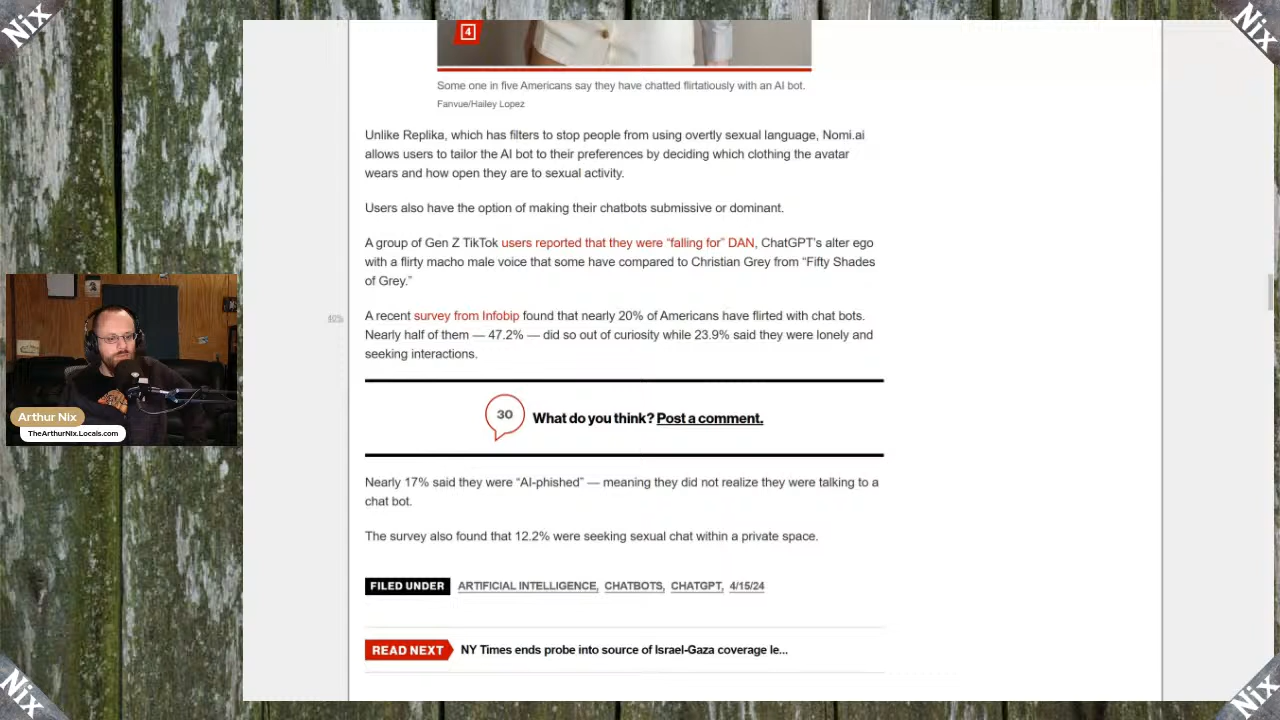 Nix
Nix
4
Some one in five Americans say they have chatted flirtatiously with an AI bot.
Fanvue/Hailey Lopez
Unlike Replika, which has filters to stop people from using overtly sexual language, Nomi.ai
allows users to tailor the AI bot to their preferences by deciding which clothing the avatar
wears and how open they are to sexual activity.
Users also have the option of making their chatbots submissive or dominant.
A group of Gen Z TikTok users reported that they were “falling for” DAN, ChatGPT’s alter ego
with a flirty macho male voice that some have compared to Christian Grey from “Fifty Shades
of Grey.”
A recent survey from Infobip found that nearly 20% of Americans have flirted with chat bots.
Nearly half of them — 47.2% — did so out of curiosity while 23.9% said they were lonely and
seeking interactions.
30
What do you think? Post a comment.
Arthur Nix
TheArthurNix.Locals.com
Nearly 17% said they were “AI-phished” — meaning they did not realize they were talking to a
chat bot.
The survey also found that 12.2% were seeking sexual chat within a private space.
FILED UNDER ARTIFICIAL INTELLIGENCE, CHATBOTS, CHATGPT, 4/15/24
READ NEXT NY Times ends probe into source of Israel-Gaza coverage le...
Nix
Nix